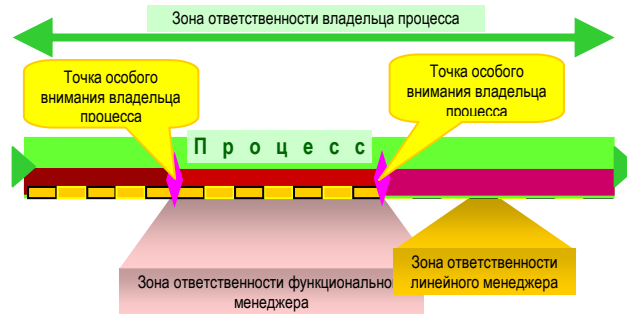 Зона ответственности владельца процесса
Точка особого
внимания владельца
процесса
Точка особого
внимания владельца
процесса
Процесс
Зона ответственности функционально
менеджера
Зона ответственности
линейного менеджера